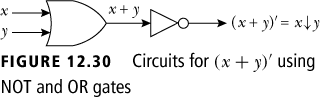 x
x + y
(x + y)′ = x↓y
y
FIGURE 12.30 Circuits for (x + y)′ using
NOT and OR gates